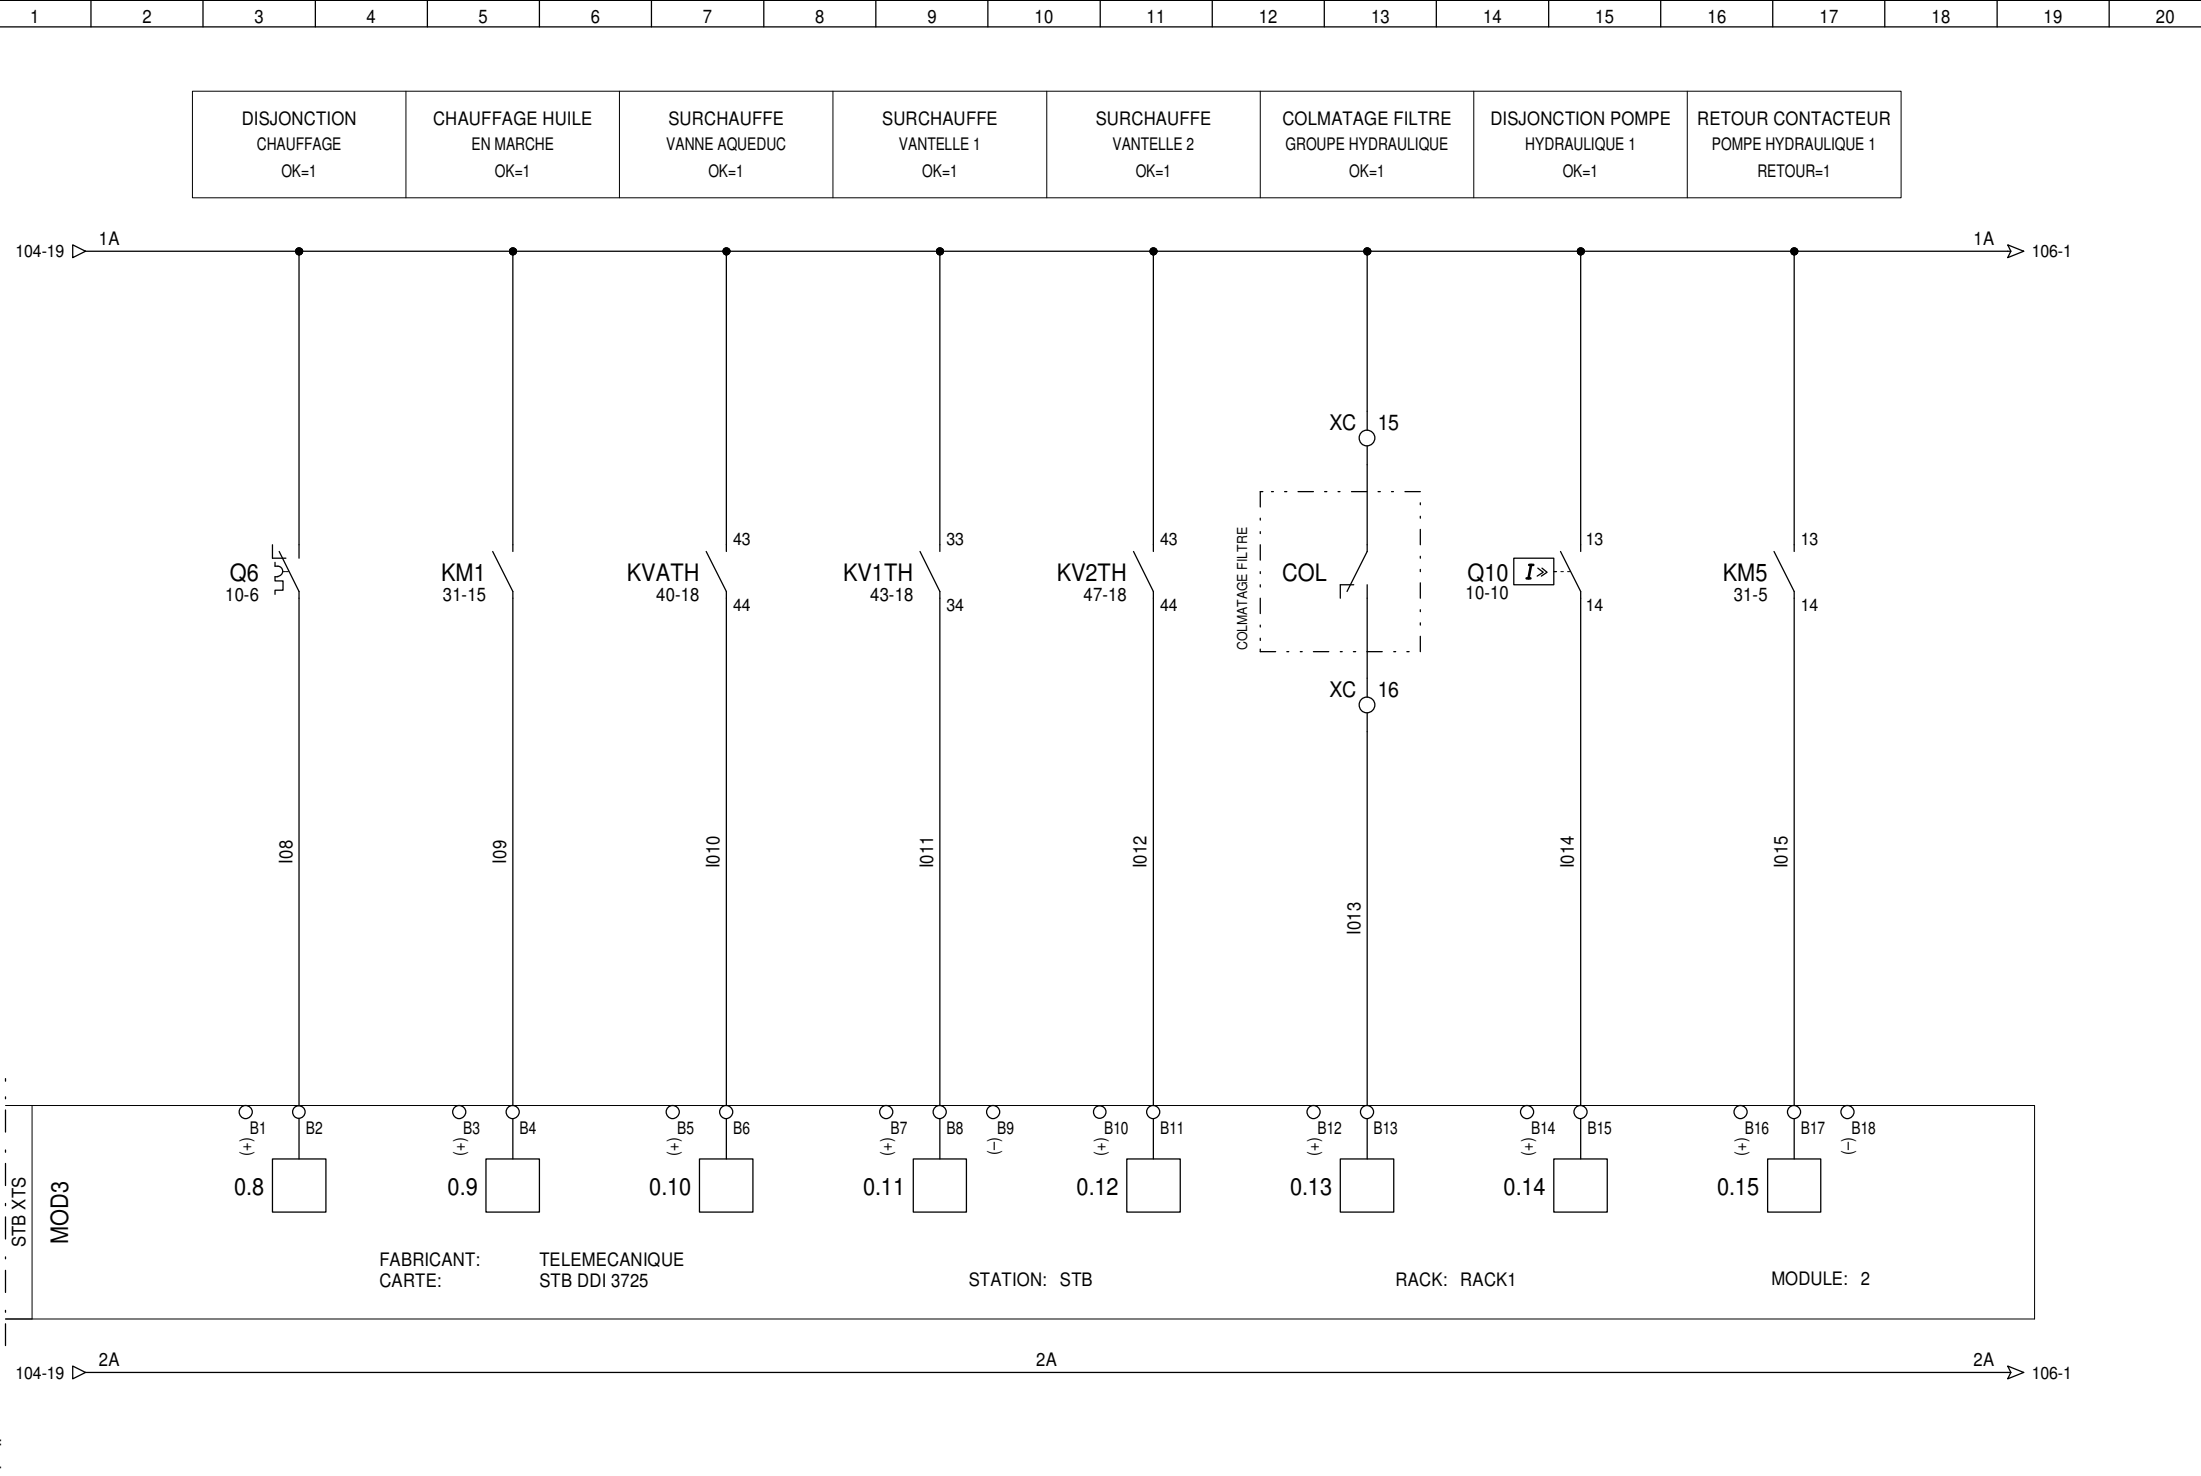 1 2 3 4 5 6 7 8 9 10 11 12 13 14 15 16 17 18 19 20
DISJONCTION
CHAUFFAGE
OK=1
CHAUFFAGE HUILE
EN MARCHE
OK=1
SURCHAUFFE
VANNE AQUEDUC
OK=1
SURCHAUFFE
VANTELLE 1
OK=1
SURCHAUFFE
VANTELLE 2
OK=1
COLMATAGE FILTRE
GROUPE HYDRAULIQUE
OK=1
DISJONCTION POMPE
HYDRAULIQUE 1
OK=1
RETOUR CONTACTEUR
POMPE HYDRAULIQUE 1
RETOUR=1
104-19 1A 1A 106-1
XC 15
Q6
10-6
KM1
31-15
43
KVATH
40-18
44
33
KV1TH
43-18
34
43
KV2TH
47-18
44
COLMATAGE FILTRE
COL
13
Q10 I>>
10-10
14
13
KM5
31-5
14
XC 16
I08
I09
I010
I011
I012
I013
I014
I015
B1 B2 B3 B4 B5 B6 B7 B8 B9 B10 B11 B12 B13 B14 B15 B16 B17 B18
(+) (+) (+) (+) (-) (+) (+) (+) (+) (-)
STB XTS
MOD3
0.8 0.9 0.10 0.11 0.12 0.13 0.14 0.15
FABRICANT: TELEMECANIQUE
CARTE: STB DDI 3725
STATION: STB
RACK: RACK1
MODULE: 2
104-19 2A 2A 2A 106-1